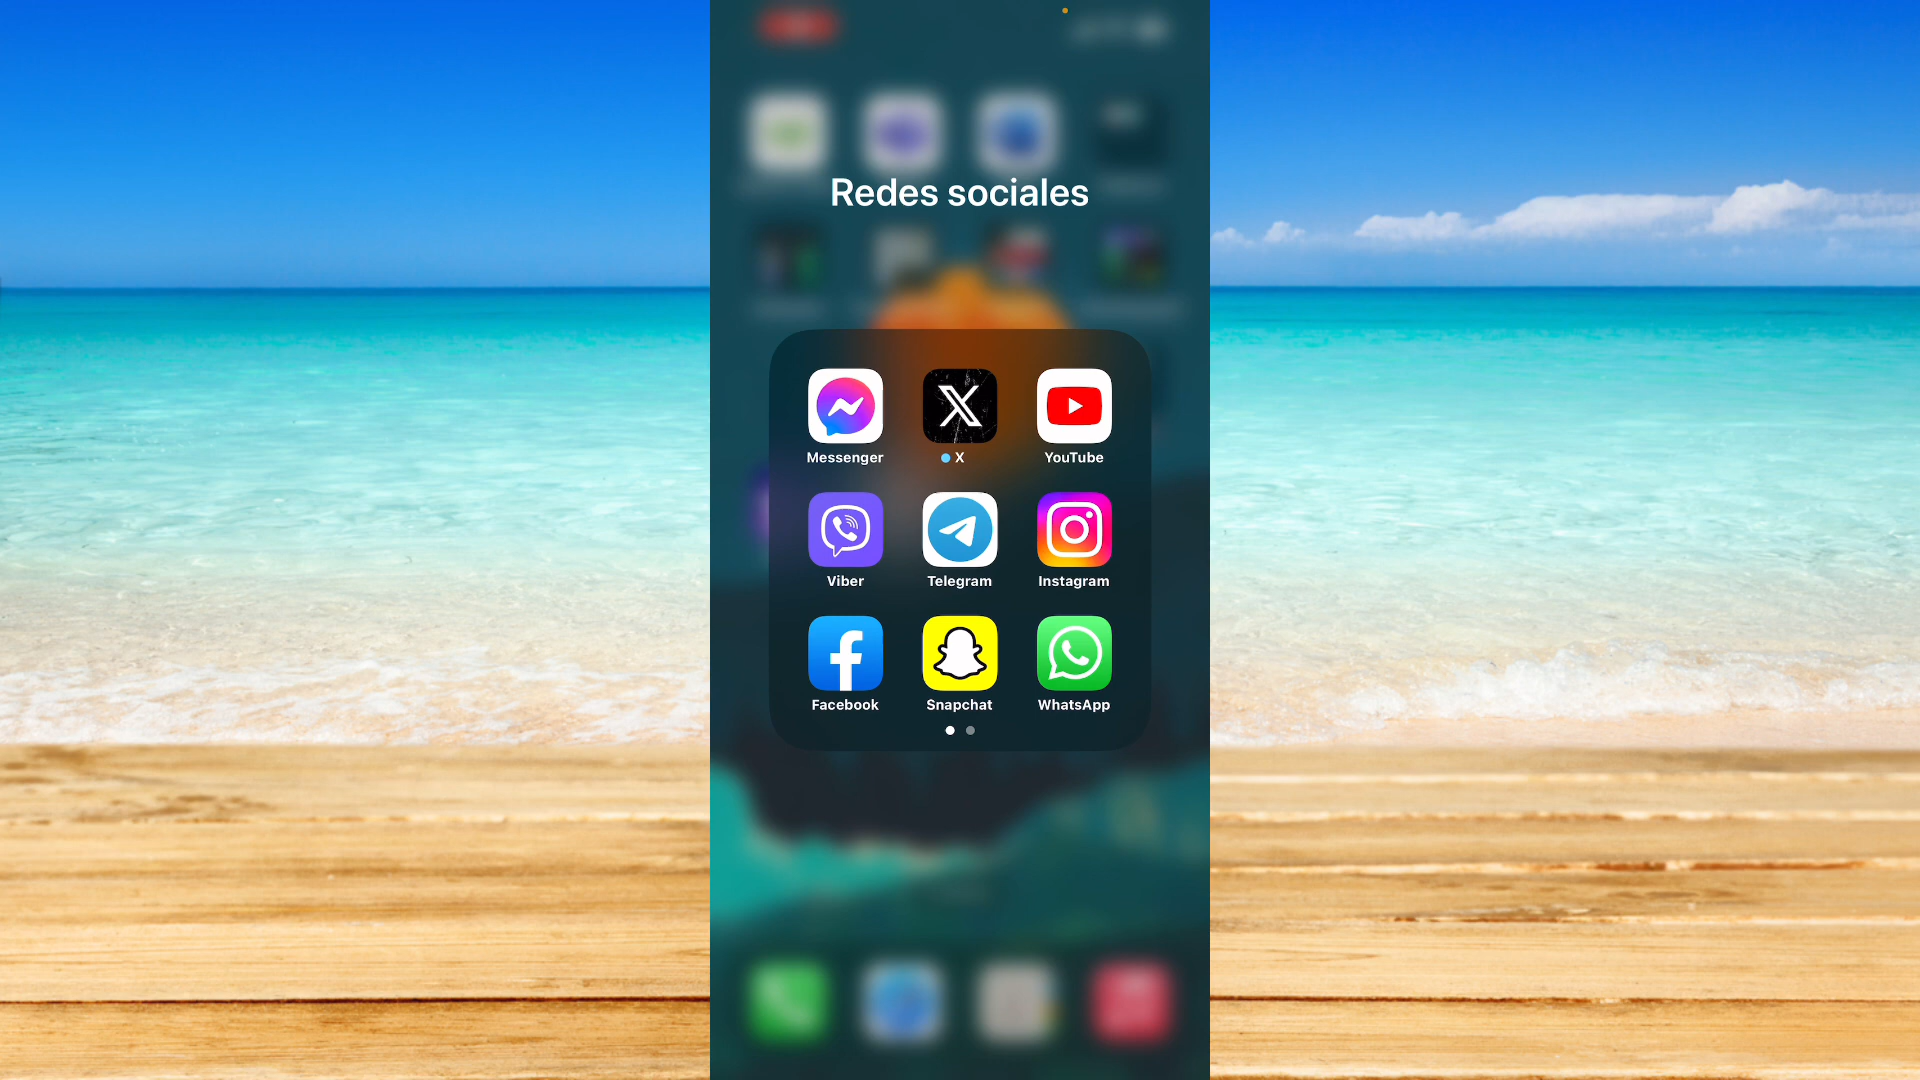 Redes sociales
Messenger
X
YouTube
Viber
Telegram
Instagram
Facebook
Snapchat
WhatsApp